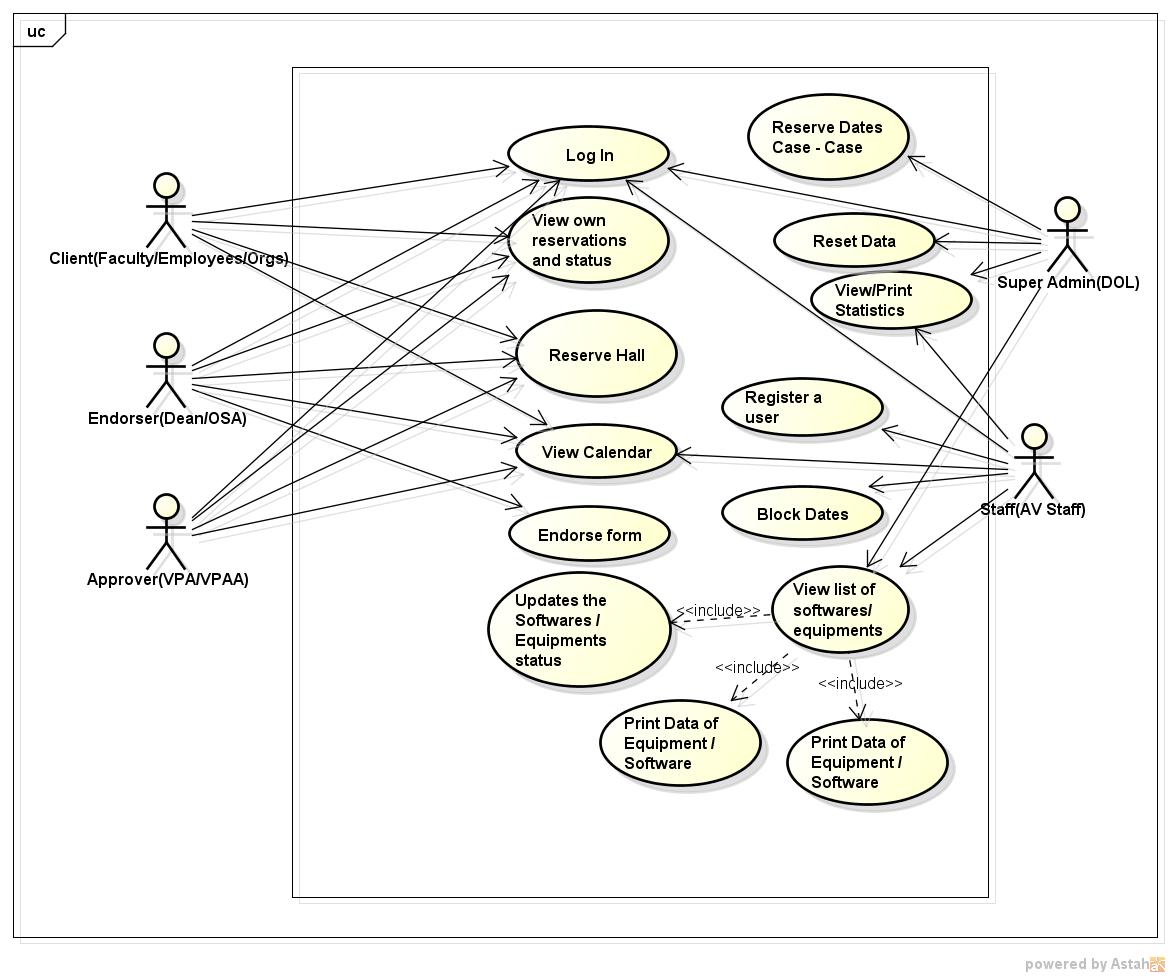 uc
Reserve Dates
Case - Case
Log In
View own
reservations
and status
Client(Faculty/Employees/Orgs)
Reset Data
Super Admin(DOL)
View/Print
Statistics
Reserve Hall
Endorser(Dean/OSA)
Register a
user
View Calendar
Staff(AV Staff)
Block Dates
Endorse form
Approver(VPA/VPAA)
View list of
softwares/
equipments
Updates the
Softwares /
Equipments
status
<<include>>
<<include>>
<<include>>
Print Data of
Equipment /
Software
Print Data of
Equipment /
Software
powered by Astah